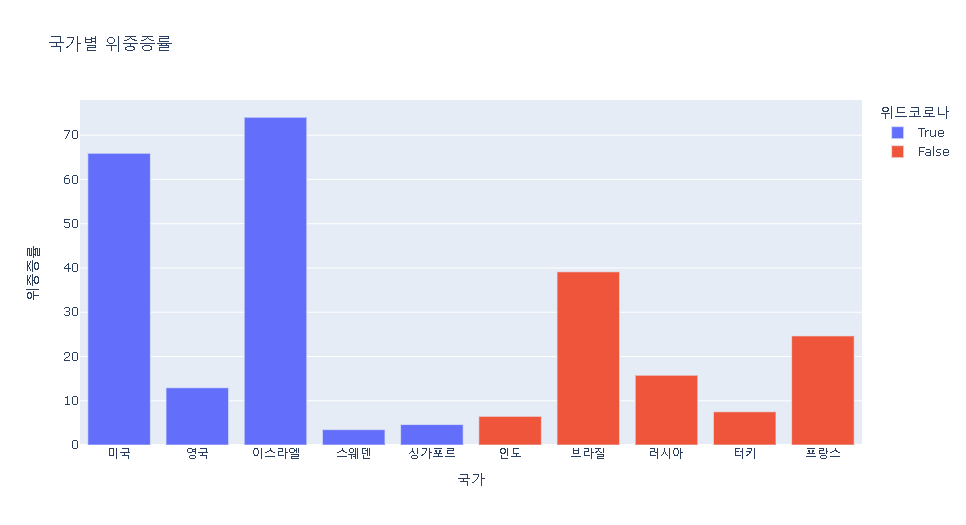 국가별 위중증률
위드코로나
True
False
위중증률
70
60
50
40
30
20
10
0
미국 영국 이스라엘 스웨덴 싱가포르 인도 브라질 러시아 터키 프랑스
국가